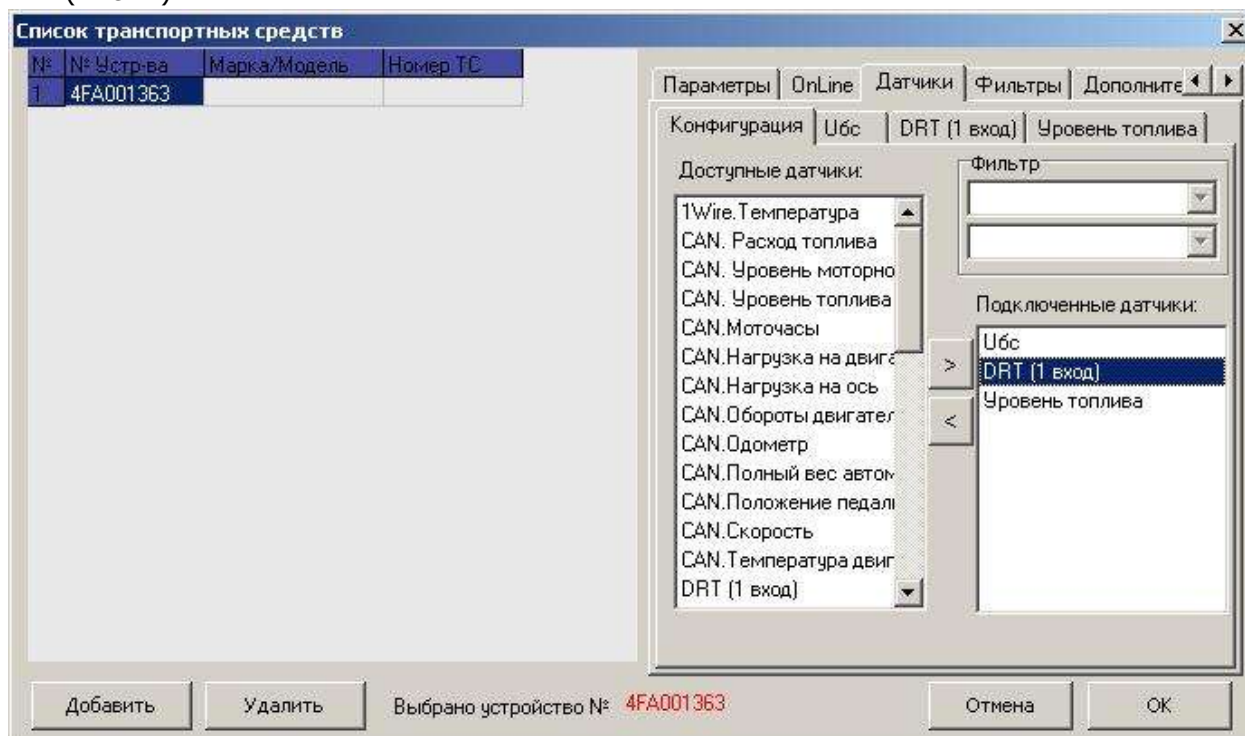 Список транспортных средств
№ № Устр-ва Марка/Модель Номер ТС
1 4FA001363
Параметры OnLine Датчики Фильтры Дополните
Конфигурация Uбс DRT (1 вход) Уровень топлива
Доступные датчики:
1Wire.Температура
CAN. Расход топлива
CAN. Уровень моторно
CAN. Уровень топлива
CAN.Моточасы
CAN.Нагрузка на двига
CAN.Нагрузка на ось
CAN.Обороты двигател
CAN.Одометр
CAN.Полный вес автом
CAN.Положение педали
CAN.Скорость
CAN.Температура двиг
DRT (1 вход)
>
<
Фильтр
Подключенные датчики:
Uбс
DRT (1 вход)
Уровень топлива
Добавить Удалить Выбрано устройство № 4FA001363 Отмена OK